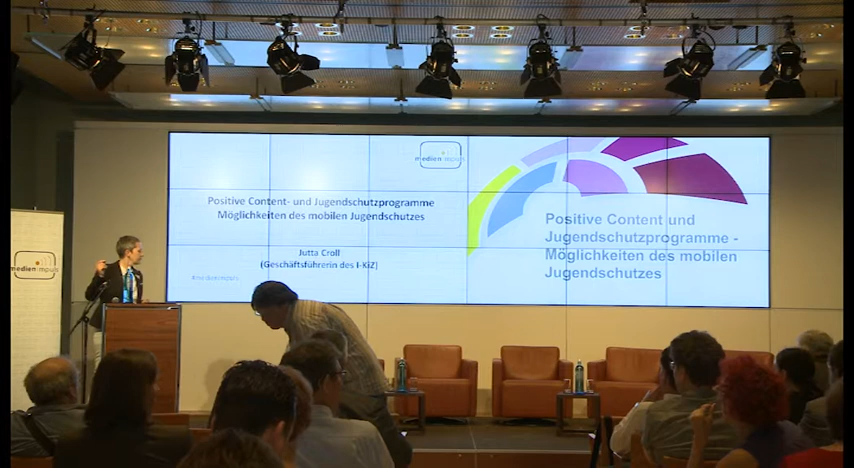 medien impuls
Positive Content- und Jugendschutzprogramme
Möglichkeiten des mobilen Jugendschutzes
Jutta Croll
(Geschäftsführerin des I-KiZ)
#medienimpuls
Positive Content und
Jugendschutzprogramme -
Möglichkeiten des mobilen
Jugendschutzes
medien impuls